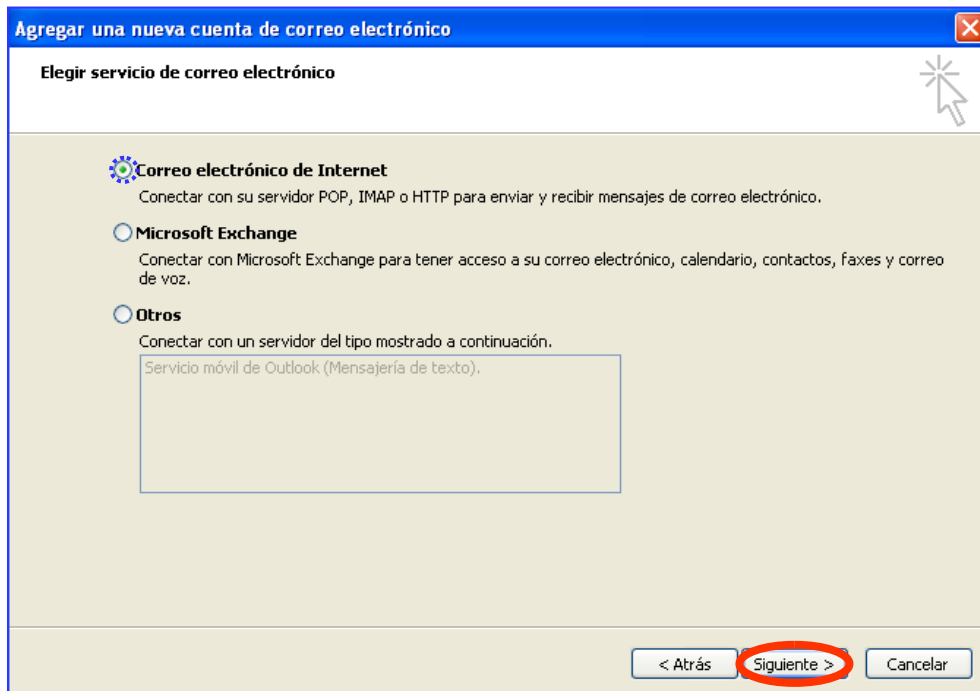 Agregar una nueva cuenta de correo electrónico
Elegir servicio de correo electrónico
Correo electrónico de Internet
Conectar con su servidor POP, IMAP o HTTP para enviar y recibir mensajes de correo electrónico.
Microsoft Exchange
Conectar con Microsoft Exchange para tener acceso a su correo electrónico, calendario, contactos, faxes y correo
de voz.
Otros
Conectar con un servidor del tipo mostrado a continuación.
Servicio móvil de Outlook (Mensajería de texto).
< Atrás Siguiente > Cancelar